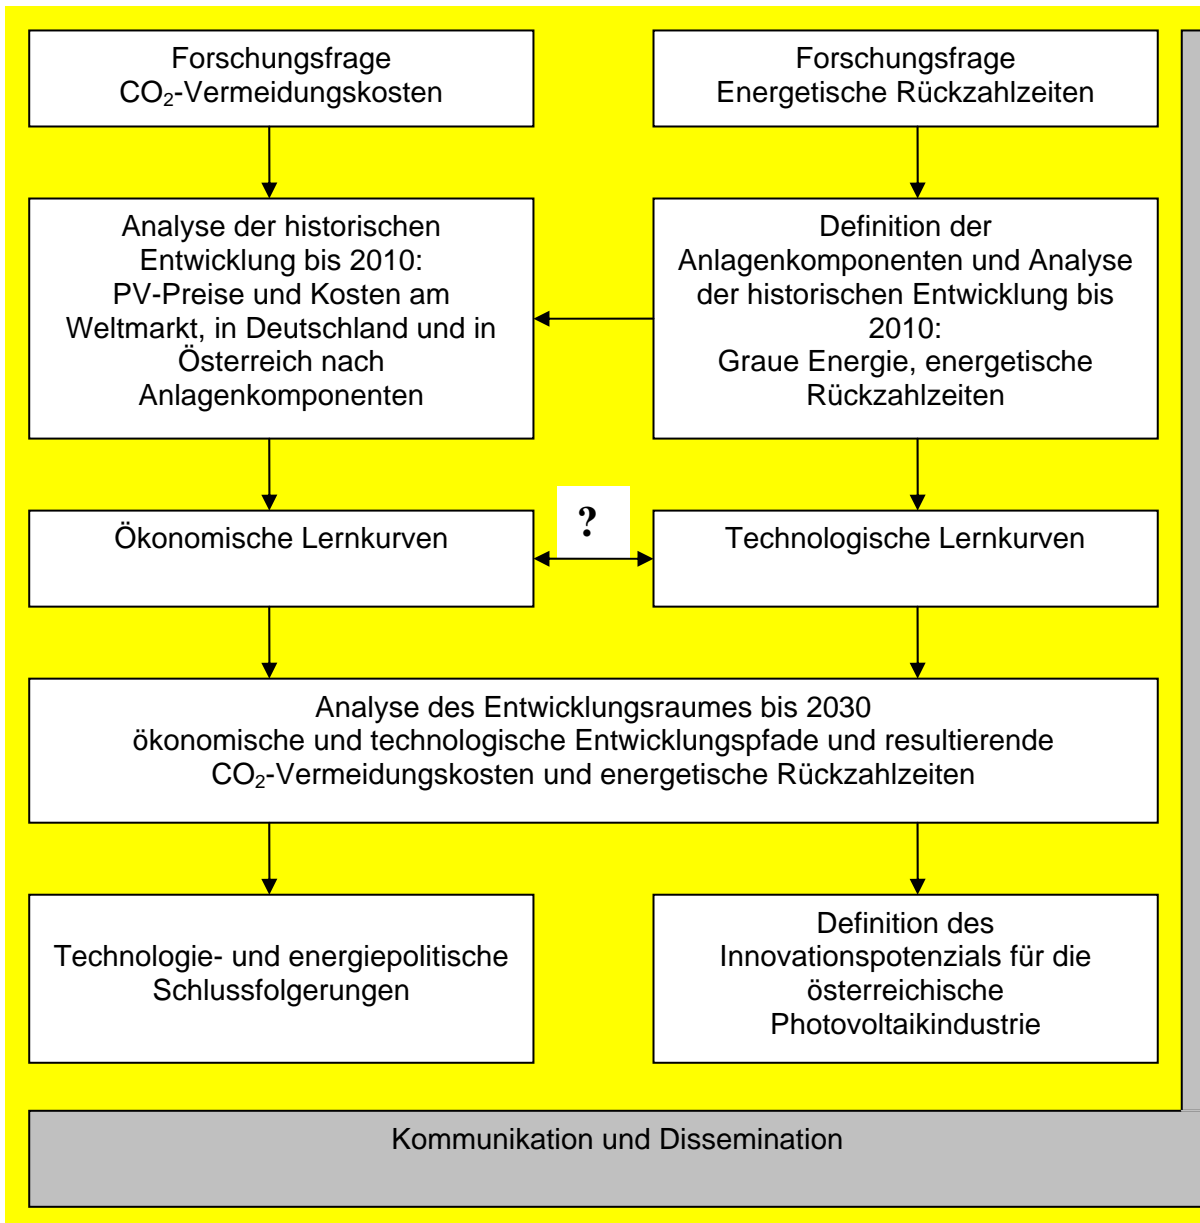 Forschungsfrage
CO₂-Vermeidungskosten
Forschungsfrage
Energetische Rückzahlzeiten
Analyse der historischen
Entwicklung bis 2010:
PV-Preise und Kosten am
Weltmarkt, in Deutschland und in
Österreich nach
Anlagenkomponenten
Definition der
Anlagenkomponenten und Analyse
der historischen Entwicklung bis
2010:
Graue Energie, energetische
Rückzahlzeiten
Ökonomische Lernkurven
?
Technologische Lernkurven
Analyse des Entwicklungsraumes bis 2030
ökonomische und technologische Entwicklungspfade und resultierende
CO₂-Vermeidungskosten und energetische Rückzahlzeiten
Technologie- und energiepolitische
Schlussfolgerungen
Definition des
Innovationspotenzials für die
österreichische
Photovoltaikindustrie
Kommunikation und Dissemination